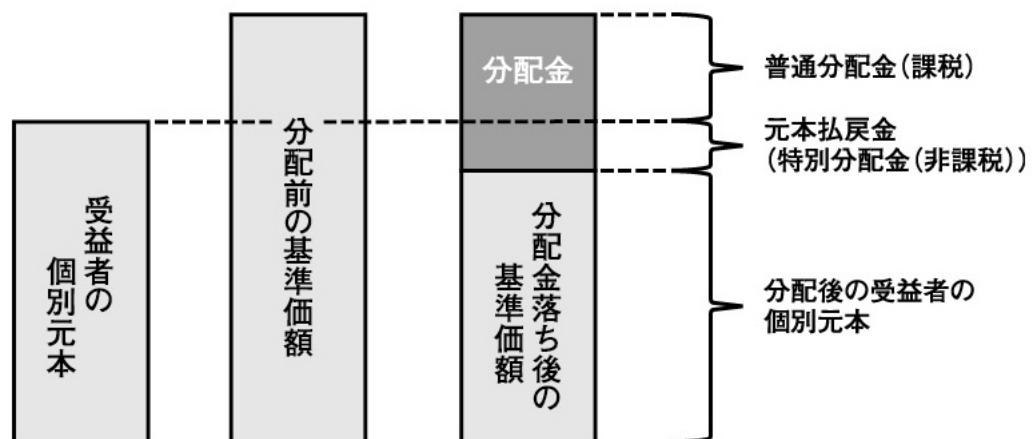 受益者の
個別元本
分配前の基準価額
分配金
分配金落ち後の
基準価額
普通分配金(課税)
元本払戻金
(特別分配金(非課税))
分配後の受益者の
個別元本